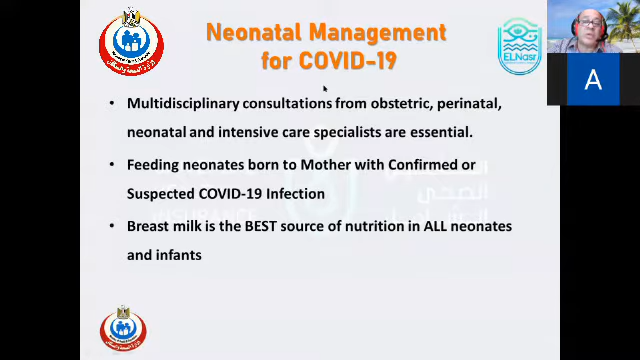 Neonatal Management
for COVID-19
ELNasr
A
• Multidisciplinary consultations from obstetric, perinatal,
neonatal and intensive care specialists are essential.
• Feeding neonates born to Mother with Confirmed or
Suspected COVID-19 Infection
• Breast milk is the BEST source of nutrition in ALL neonates
and infants